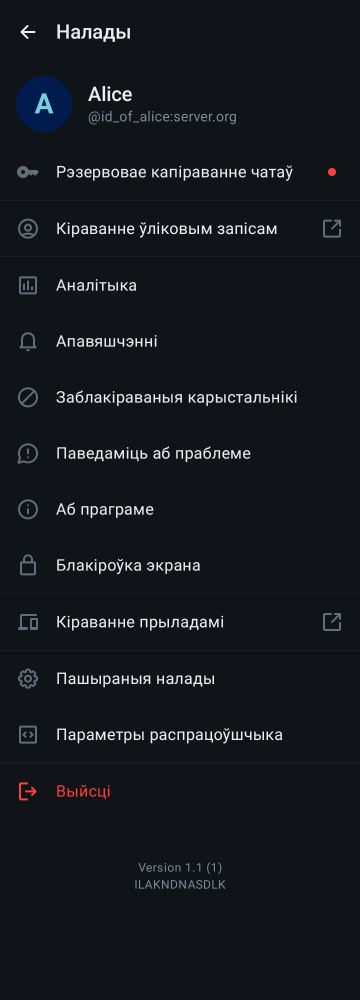 Налады
A
Alice
@id_of_alice:server.org
Рэзервовае капіраванне чатаў
Кіраванне ўліковым запісам
Аналітыка
Апавяшчэнні
Заблакіраваныя карыстальнікі
Паведаміць аб праблеме
Аб праграме
Блакіроўка экрана
Кіраванне прыладамі
Пашыраныя налады
Параметры распрацоўшчыка
Выйсці
Version 1.1 (1)
ILAKNDNASDLK